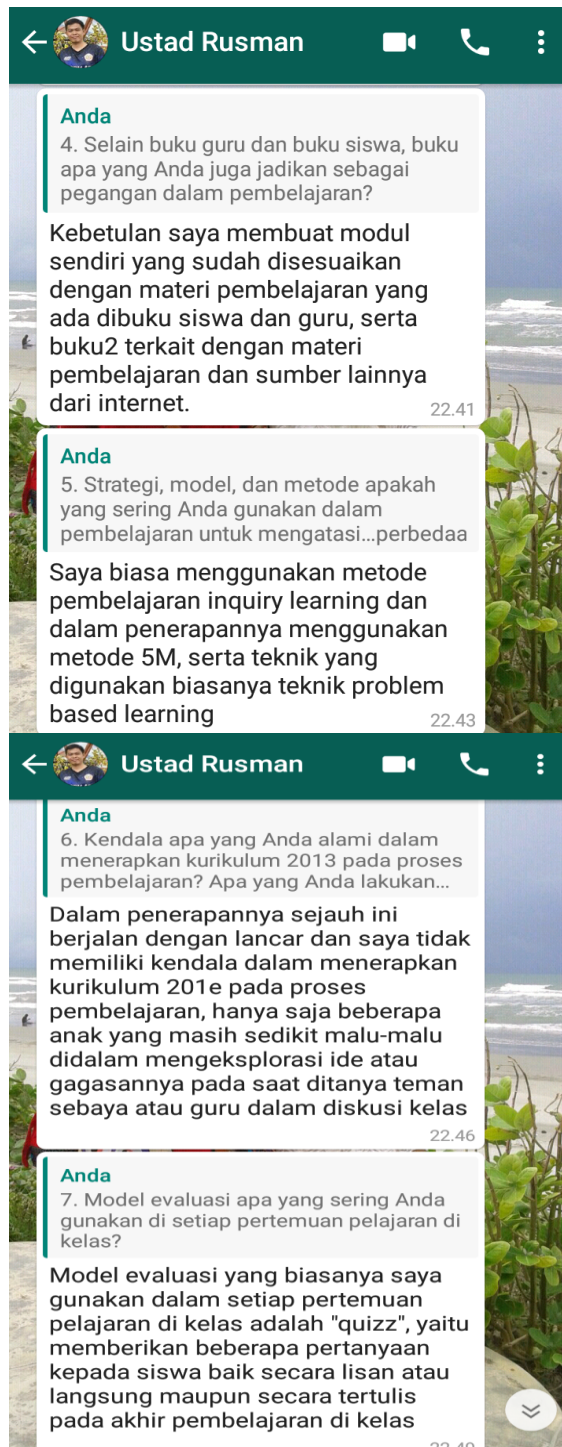 Ustad Rusman
Anda
4. Selain buku guru dan buku siswa, buku
apa yang Anda juga jadikan sebagai
pegangan dalam pembelajaran?
Kebetulan saya membuat modul
sendiri yang sudah disesuaikan
dengan materi pembelajaran yang
ada dibuku siswa dan guru, serta
buku2 terkait dengan materi
pembelajaran dan sumber lainnya
dari internet.
22.41
Anda
5. Strategi, model, dan metode apakah
yang sering Anda gunakan dalam
pembelajaran untuk mengatasi...perbedaa
Saya biasa menggunakan metode
pembelajaran inquiry learning dan
dalam penerapannya menggunakan
metode 5M, serta teknik yang
digunakan biasanya teknik problem
based learning
22.43
Ustad Rusman
Anda
6. Kendala apa yang Anda alami dalam
menerapkan kurikulum 2013 pada proses
pembelajaran? Apa yang Anda lakukan...
Dalam penerapannya sejauh ini
berjalan dengan lancar dan saya tidak
memiliki kendala dalam menerapkan
kurikulum 201e pada proses
pembelajaran, hanya saja beberapa
anak yang masih sedikit malu-malu
didalam mengeksplorasi ide atau
gagasannya pada saat ditanya teman
sebaya atau guru dalam diskusi kelas
22.46
Anda
7. Model evaluasi apa yang sering Anda
gunakan di setiap pertemuan pelajaran di
kelas?
Model evaluasi yang biasanya saya
gunakan dalam setiap pertemuan
pelajaran di kelas adalah "quizz", yaitu
memberikan beberapa pertanyaan
kepada siswa baik secara lisan atau
langsung maupun secara tertulis
pada akhir pembelajaran di kelas